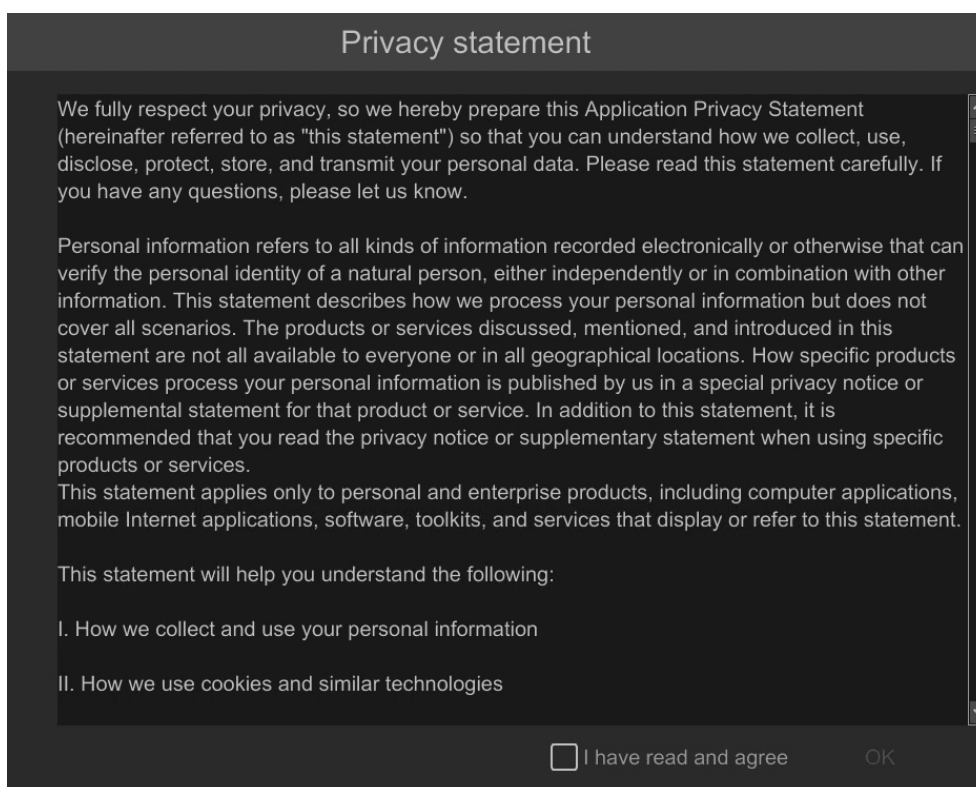 Privacy statement
We fully respect your privacy, so we hereby prepare this Application Privacy Statement
(hereinafter referred to as "this statement") so that you can understand how we collect, use,
disclose, protect, store, and transmit your personal data. Please read this statement carefully. If
you have any questions, please let us know.
Personal information refers to all kinds of information recorded electronically or otherwise that can
verify the personal identity of a natural person, either independently or in combination with other
information. This statement describes how we process your personal information but does not
cover all scenarios. The products or services discussed, mentioned, and introduced in this
statement are not all available to everyone or in all geographical locations. How specific products
or services process your personal information is published by us in a special privacy notice or
supplemental statement for that product or service. In addition to this statement, it is
recommended that you read the privacy notice or supplementary statement when using specific
products or services.
This statement applies only to personal and enterprise products, including computer applications,
mobile Internet applications, software, toolkits, and services that display or refer to this statement.
This statement will help you understand the following:
I. How we collect and use your personal information
II. How we use cookies and similar technologies
I have read and agree OK